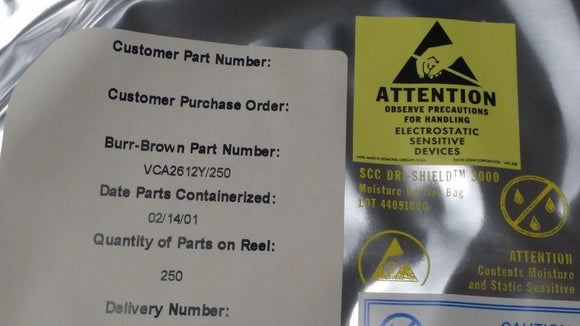 Customer Part Number:
Customer Purchase Order:
Burr-Brown Part Number:
VCA2612Y/250
Date Parts Containerized:
02/14/01
Quantity of Parts on Reel:
250
Delivery Number:
ATTENTION
OBSERVE PRECAUTIONS
FOR HANDLING
ELECTROSTATIC
SENSITIVE
DEVICES
SCC DRI-SHIELD™ 3000
Moisture Barrier Bag
LOT 44091000
ATTENTION
Contents Moisture
and Static Sensitive
CAUTION